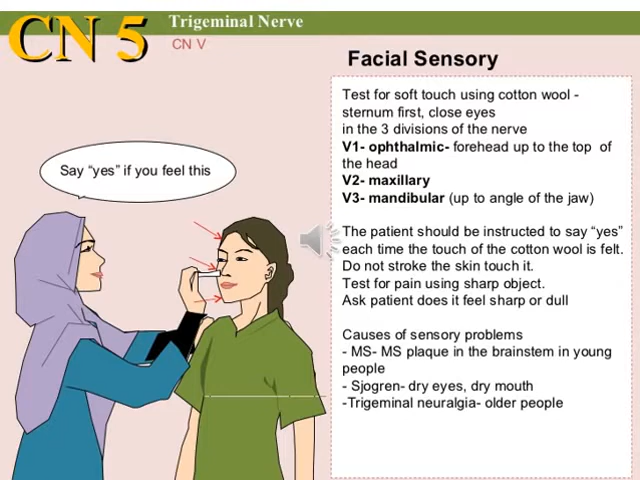 CN 5
Trigeminal Nerve
CN V
Facial Sensory
Say “yes” if you feel this
Test for soft touch using cotton wool -
sternum first, close eyes
in the 3 divisions of the nerve
V1- ophthalmic- forehead up to the top of
the head
V2- maxillary
V3- mandibular (up to angle of the jaw)
The patient should be instructed to say “yes”
each time the touch of the cotton wool is felt.
Do not stroke the skin touch it.
Test for pain using sharp object.
Ask patient does it feel sharp or dull
Causes of sensory problems
- MS- MS plaque in the brainstem in young
people
- Sjogren- dry eyes, dry mouth
-Trigeminal neuralgia- older people